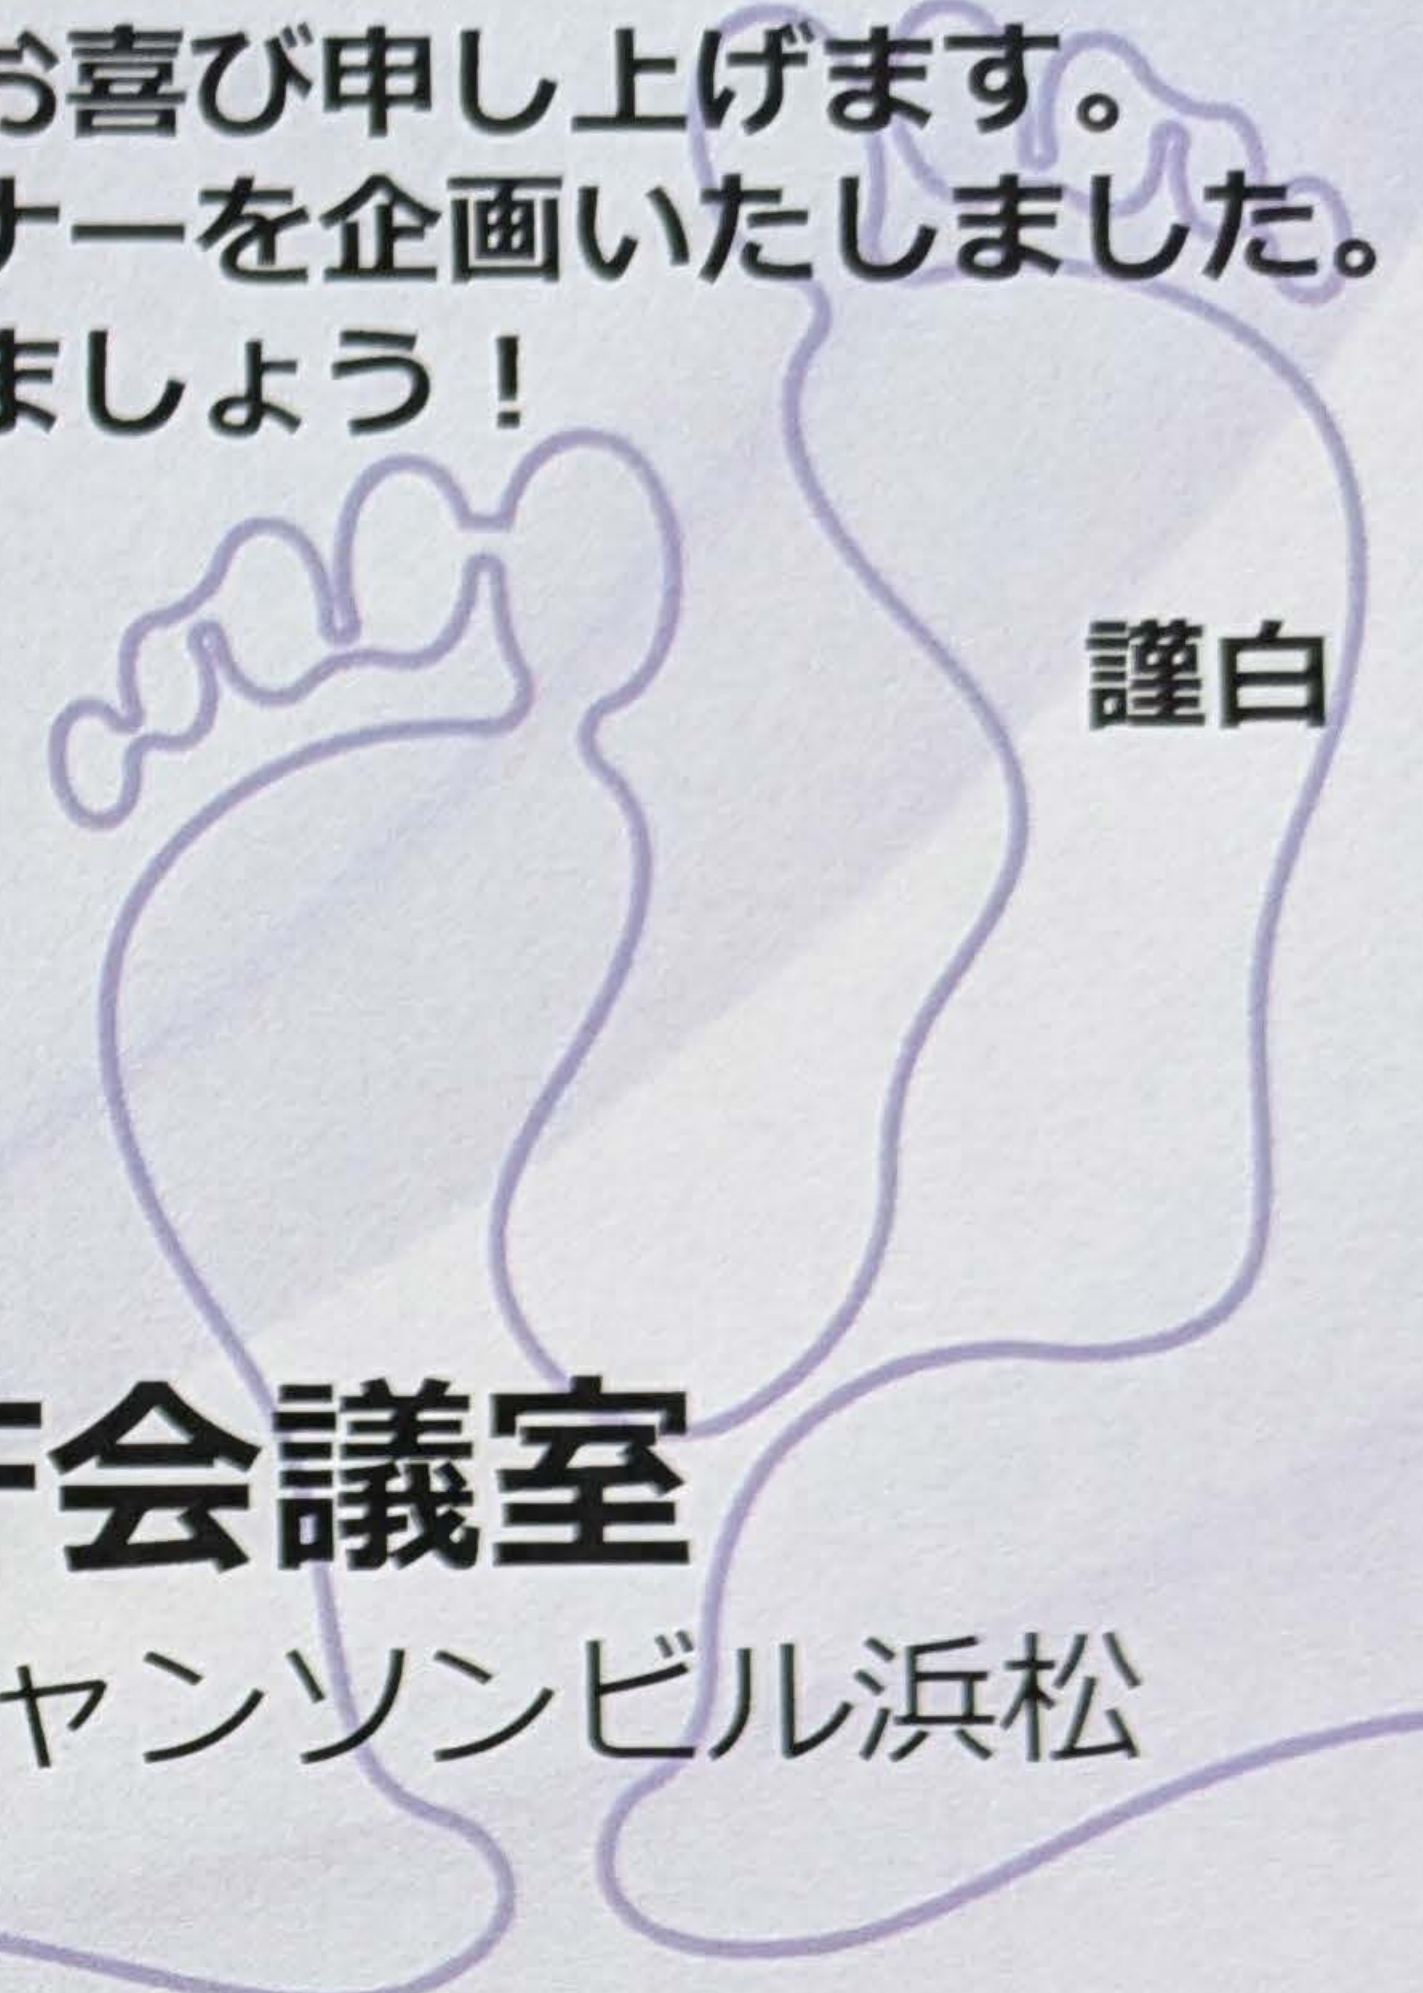 お喜び申し上げます。
ナーを企画いたしました。
ましょう！
謹白
会議室
ャンソンビル浜松